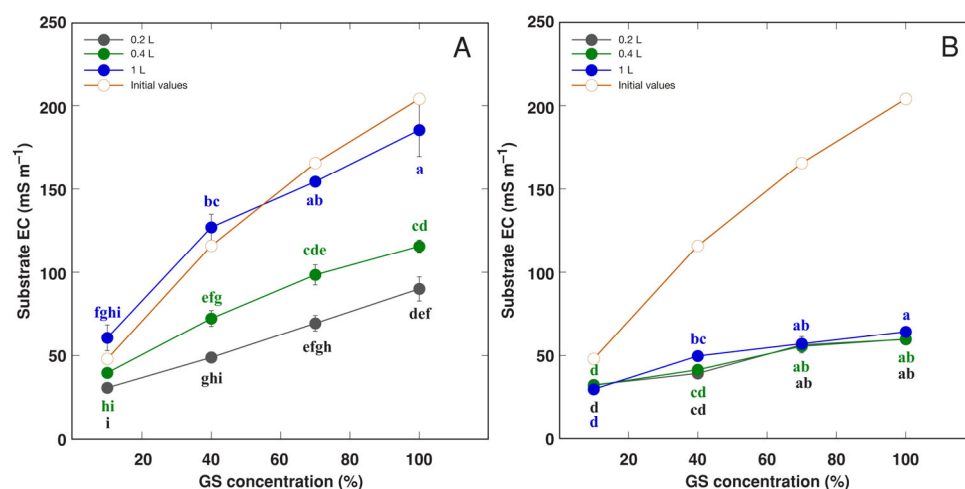 A
0.2 L
0.4 L
1 L
Initial values
Substrate EC (mS m⁻¹)
250
200
150
100
50
0
fghi
bc
ab
a
cd
cde
efg
def
efgh
ghi
hi
i
20 40 60 80 100
GS concentration (%)
B
0.2 L
0.4 L
1 L
Initial values
Substrate EC (mS m⁻¹)
250
200
150
100
50
0
a
ab
bc
d
ab
ab
cd
ab
ab
cd
d
d
20 40 60 80 100
GS concentration (%)